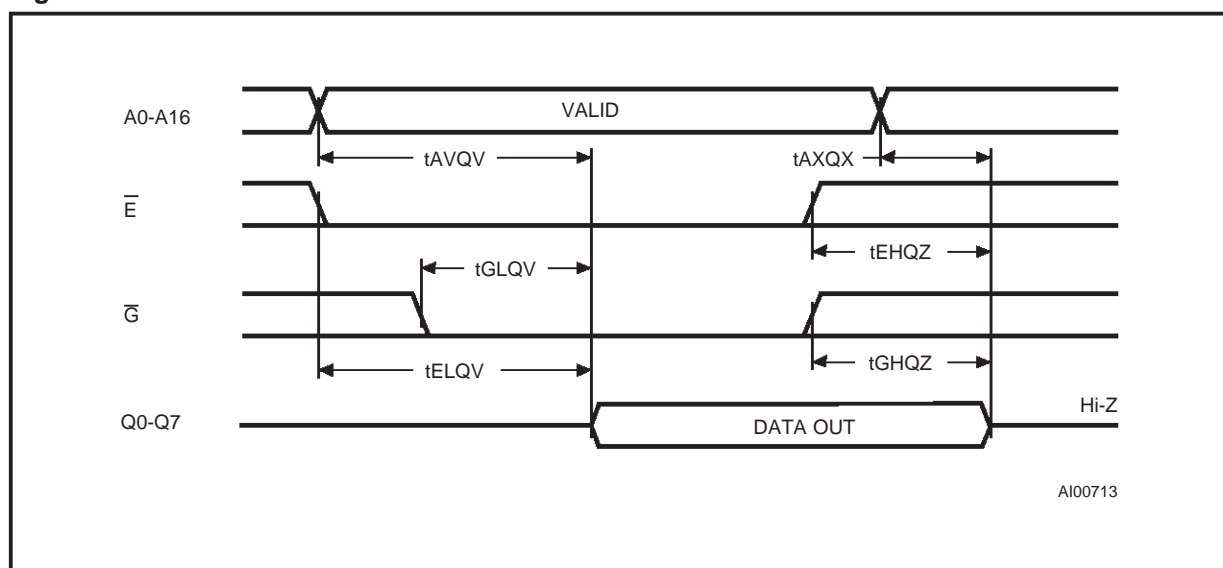 A0-A16
VALID
tAVQV
tAXQX
E̅
tEHQZ
tGLQV
G̅
tGHQZ
tELQV
Q0-Q7
DATA OUT
Hi-Z
AI00713